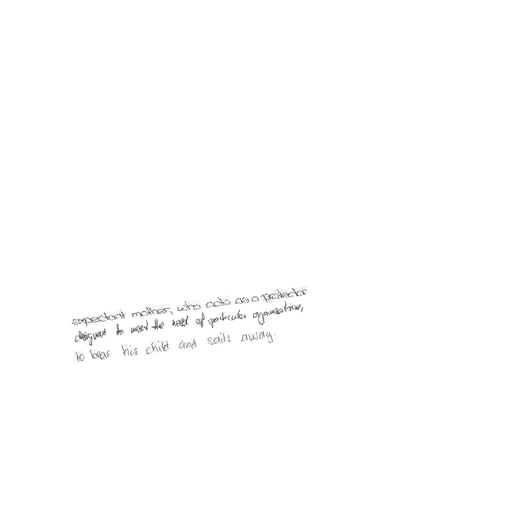 expectant mother, who acts as a protector
designed to meet the need of particular organisations,
to bear his child and sails away.